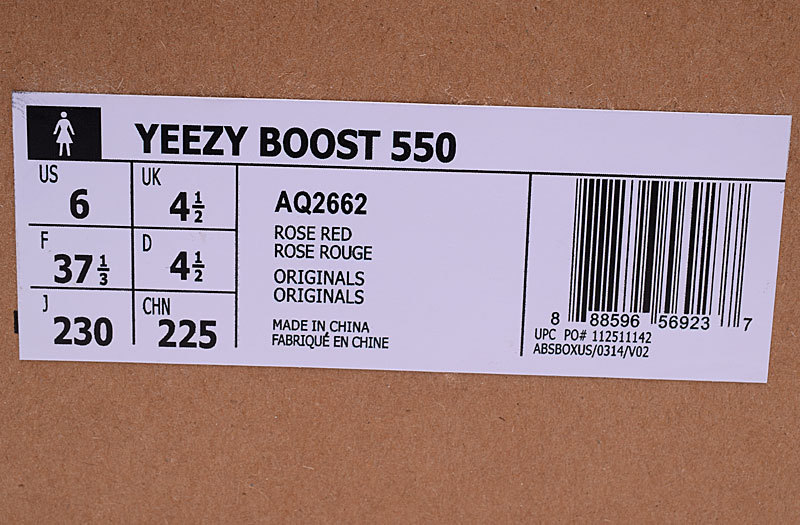 YEEZY BOOST 550
US 6 UK 4 1/2
F 37 1/3 D 4 1/2
J 230 CHN 225
AQ2662
ROSE RED
ROSE ROUGE
ORIGINALS
ORIGINALS
MADE IN CHINA
FABRIQUÉ EN CHINE
8 88596 56923 7
UPC PO# 112511142
ABSBOXUS/0314/V02